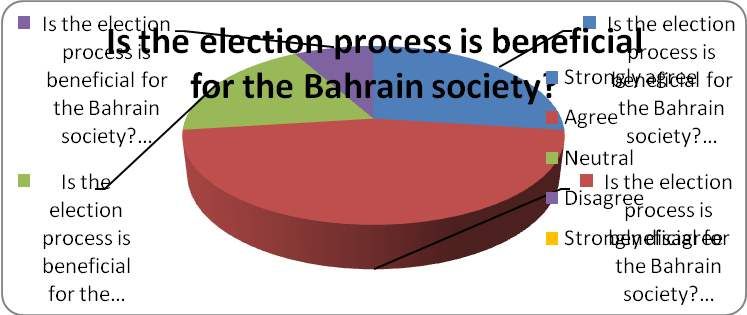 Is the election process is beneficial
for the Bahrain society?
Is the election
process is
beneficial for
the Bahrain
society?...
Is the election
process is
beneficial for
the Bahrain
society?...
Strongly agree
Agree
Neutral
Disagree
Strongly disagree
Is the
election
process is
beneficial
for the...
Is the election
process is
beneficial for
the Bahrain
society?...